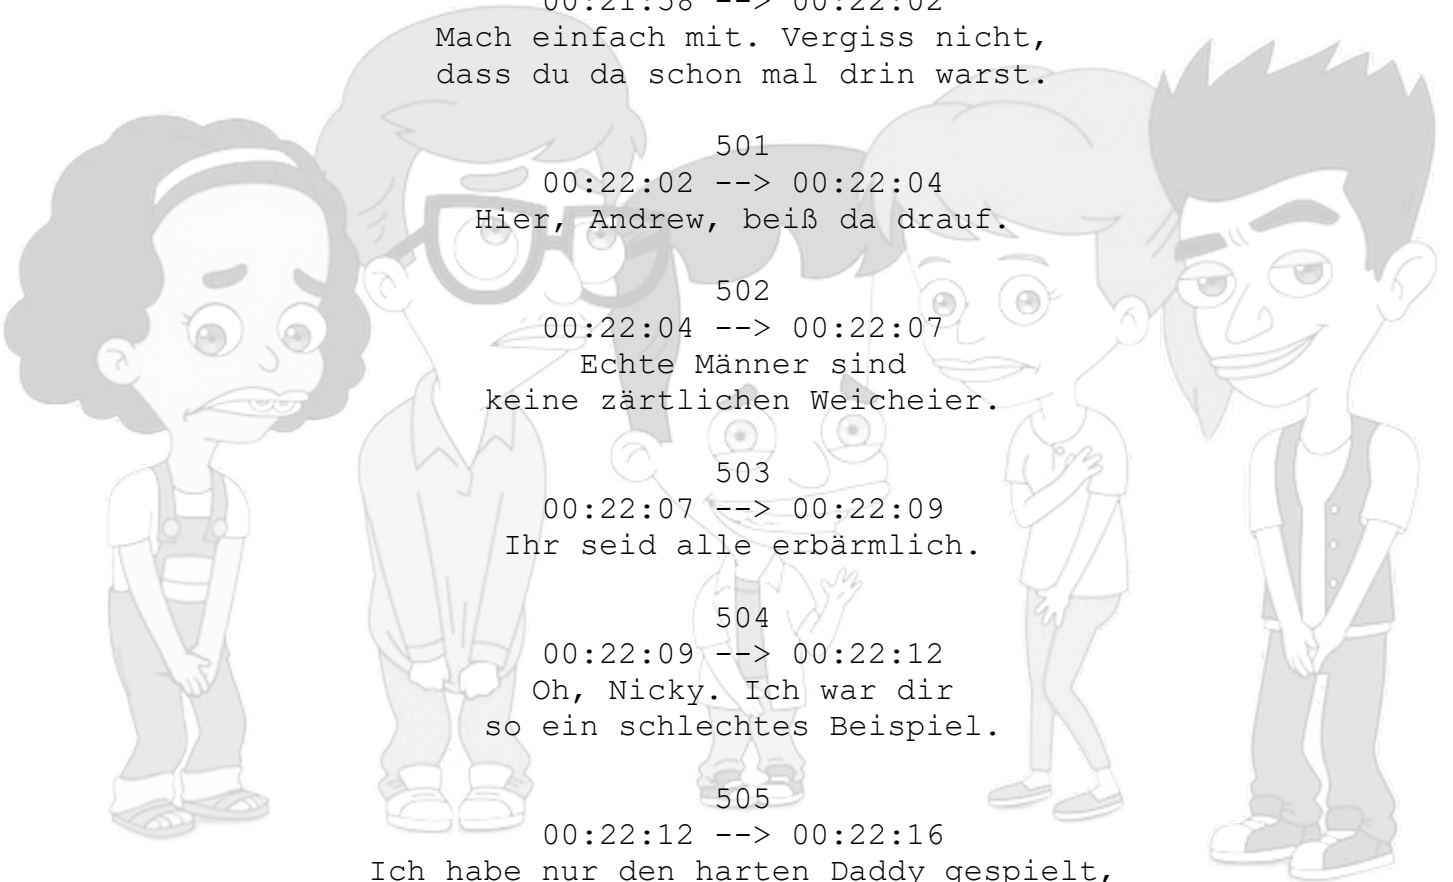 00:21:58 --> 00:22:02
Mach einfach mit. Vergiss nicht,
dass du da schon mal drin warst.
501
00:22:02 --> 00:22:04
Hier, Andrew, beiß da drauf.
502
00:22:04 --> 00:22:07
Echte Männer sind
keine zärtlichen Weicheier.
503
00:22:07 --> 00:22:09
Ihr seid alle erbärmlich.
504
00:22:09 --> 00:22:12
Oh, Nicky. Ich war dir
so ein schlechtes Beispiel.
505
00:22:12 --> 00:22:16
Ich habe nur den harten Daddy gespielt,